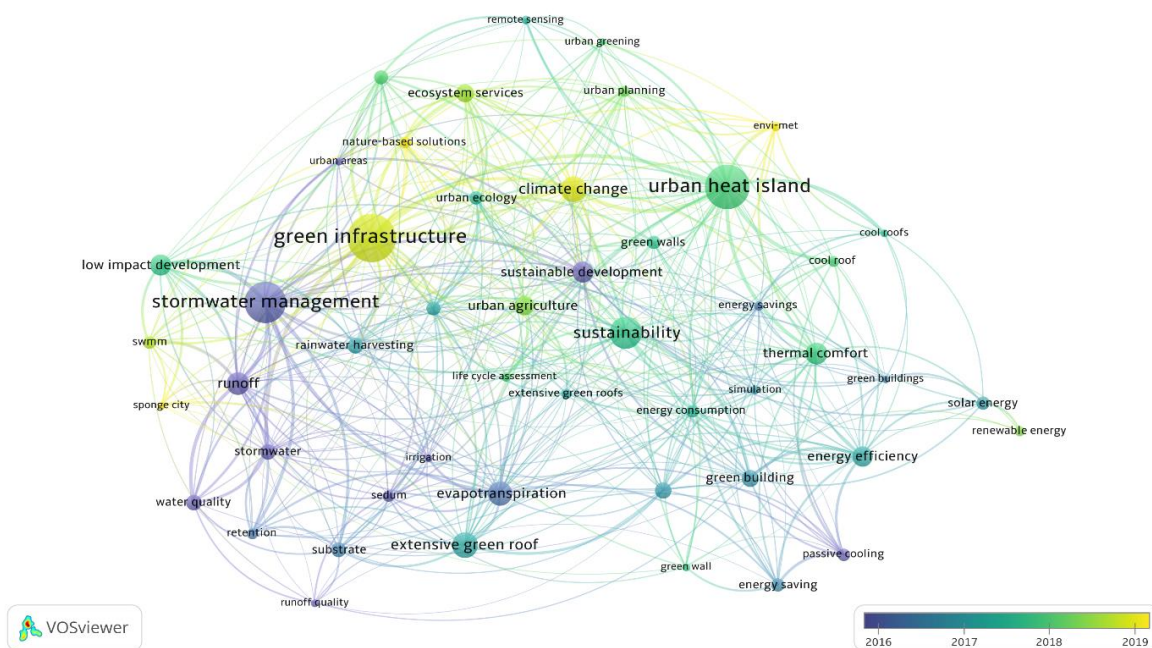 remote sensing
urban greening
ecosystem services
urban planning
envi-met
nature-based solutions
urban areas
climate change
urban heat island
urban ecology
green infrastructure
cool roofs
green walls
cool roof
low impact development
sustainable development
stormwater management
urban agriculture
energy savings
sustainability
swmm
rainwater harvesting
thermal comfort
life cycle assessment
green buildings
runoff
extensive green roofs
simulation
sponge city
energy consumption
solar energy
renewable energy
stormwater
irrigation
energy efficiency
green building
water quality
sedum
evapotranspiration
retention
substrate
extensive green roof
passive cooling
green wall
energy saving
runoff quality
VOSviewer
2016 2017 2018 2019